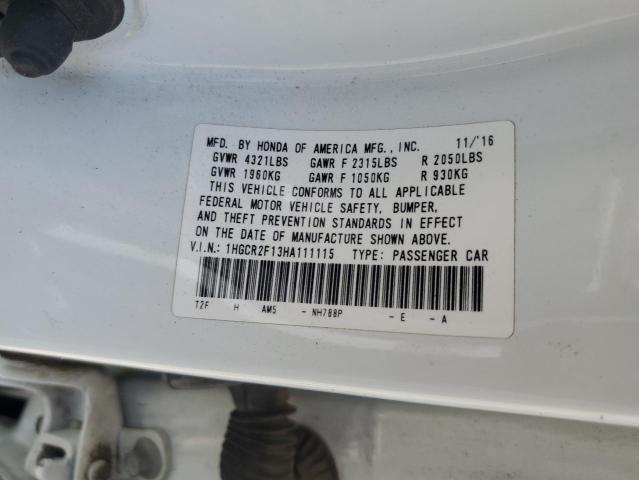 MFD. BY HONDA OF AMERICA MFG., INC. 11/'16
GVWR 4321LBS GAWR F 2315LBS R 2050LBS
GVWR 1960KG GAWR F 1050KG R 930KG
THIS VEHICLE CONFORMS TO ALL APPLICABLE
FEDERAL MOTOR VEHICLE SAFETY, BUMPER,
AND THEFT PREVENTION STANDARDS IN EFFECT
ON THE DATE OF MANUFACTURE SHOWN ABOVE.
V.I.N.: 1HGCR2F13HA111115 TYPE: PASSENGER CAR
T2F H AM5 - NH788P - E - A